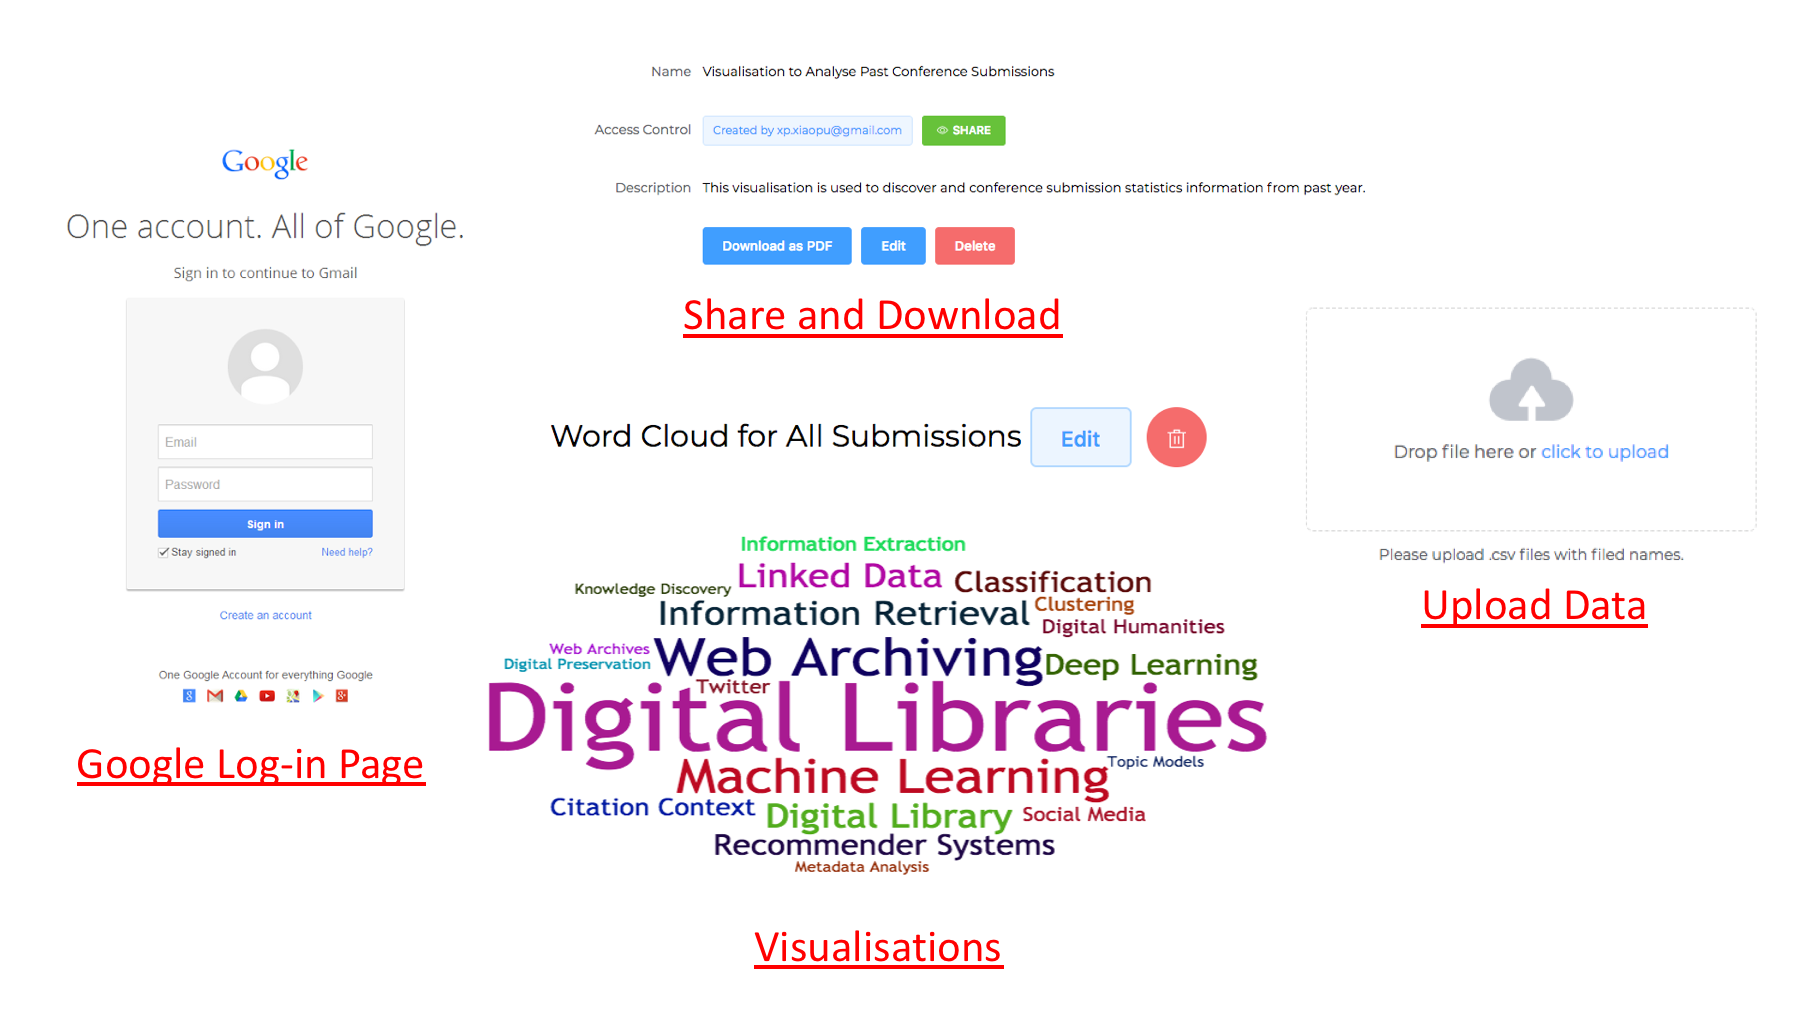 Google
One account. All of Google.
Sign in to continue to Gmail
Email
Password
Sign in
Stay signed in
Need help?
Create an account
One Google Account for everything Google
Google Log-in Page
Name Visualisation to Analyse Past Conference Submissions
Access Control Created by xp.xiaopu@gmail.com SHARE
Description This visualisation is used to discover and conference submission statistics information from past year.
Download as PDF Edit Delete
Share and Download
Word Cloud for All Submissions Edit
Information Extraction
Linked Data
Classification
Knowledge Discovery
Information Retrieval
Clustering
Digital Humanities
Web Archives
Digital Preservation
Web Archiving
Deep Learning
Twitter
Digital Libraries
Machine Learning
Topic Models
Citation Context
Digital Library
Social Media
Recommender Systems
Metadata Analysis
Visualisations
Drop file here or click to upload
Please upload .csv files with filed names.
Upload Data